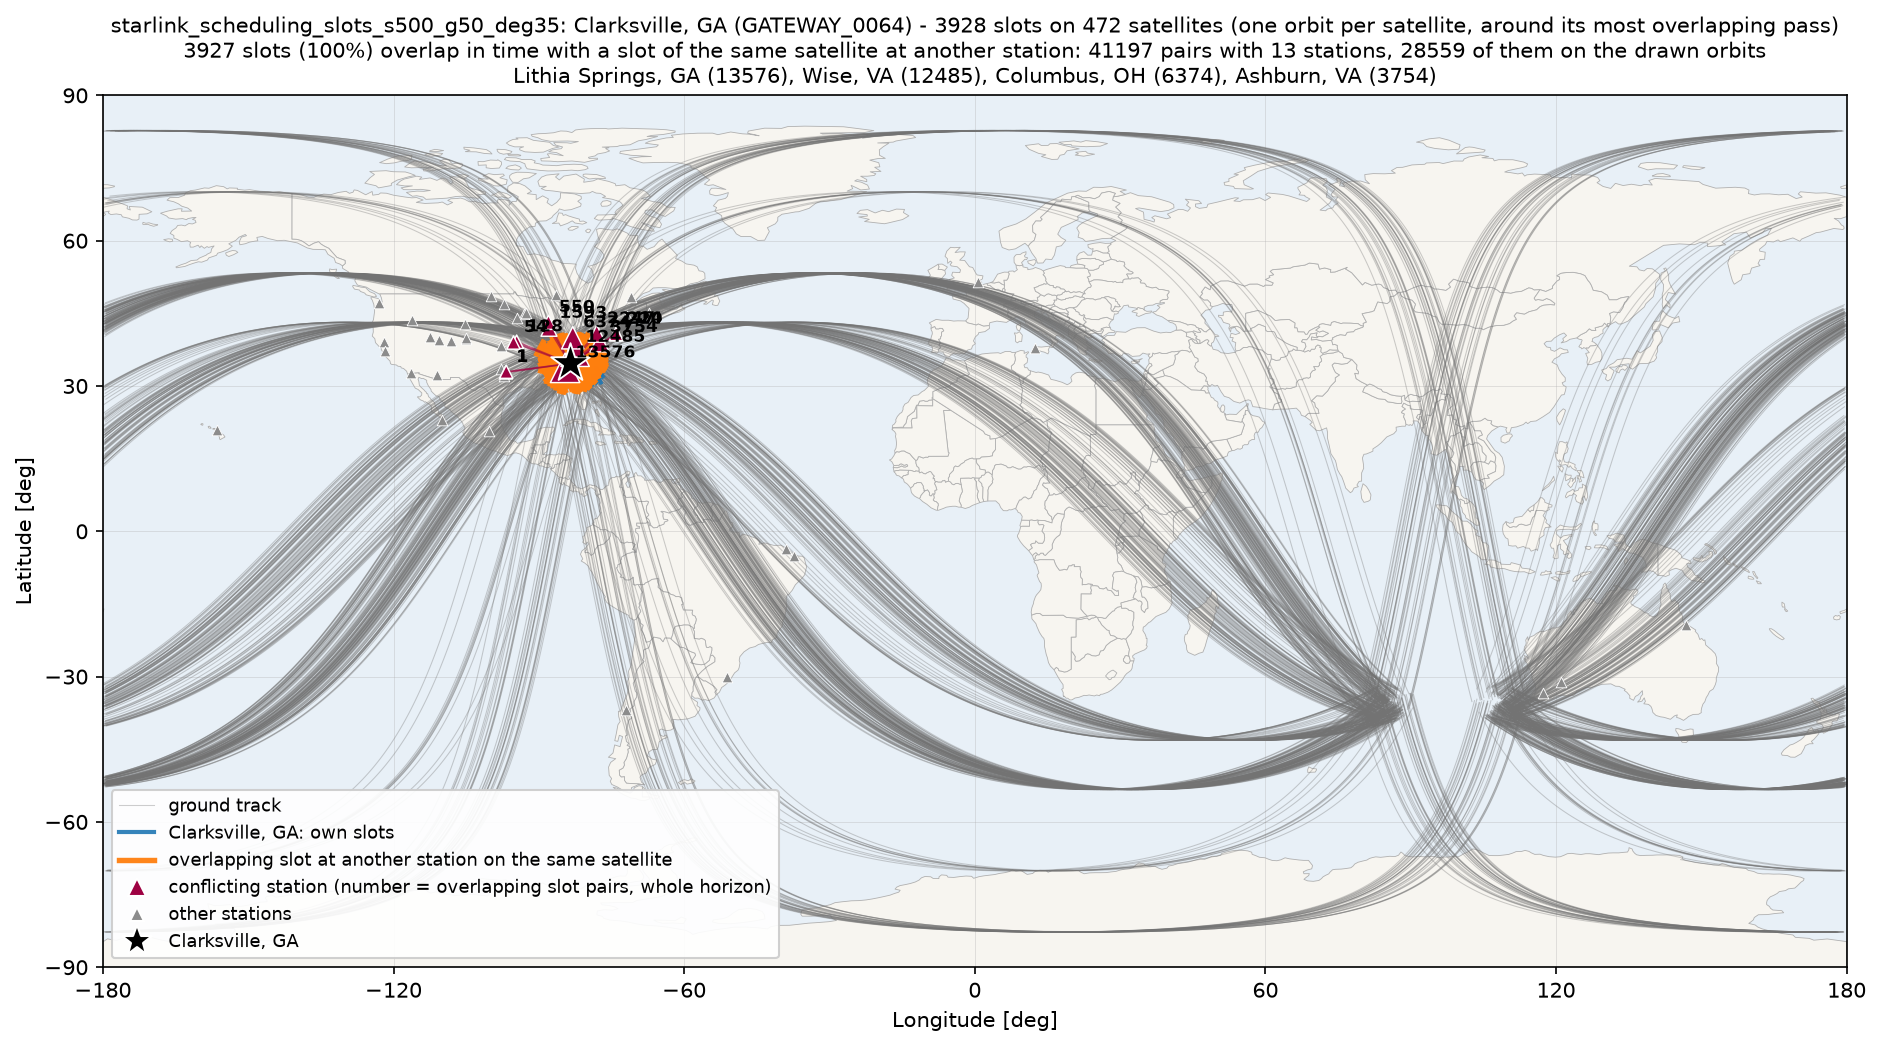 starlink_scheduling_slots_s500_g50_deg35: Clarksville, GA (GATEWAY_0064) - 3928 slots on 472 satellites (one orbit per satellite, around its most overlapping pass)
3927 slots (100%) overlap in time with a slot of the same satellite at another station: 41197 pairs with 13 stations, 28559 of them on the drawn orbits
Lithia Springs, GA (13576), Wise, VA (12485), Columbus, OH (6374), Ashburn, VA (3754)
90
60
30
0
−30
−60
−90
Latitude [deg]
550
12485
13576
1
ground track
Clarksville, GA: own slots
overlapping slot at another station on the same satellite
conflicting station (number = overlapping slot pairs, whole horizon)
other stations
Clarksville, GA
−180
−120
−60
0
60
120
180
Longitude [deg]